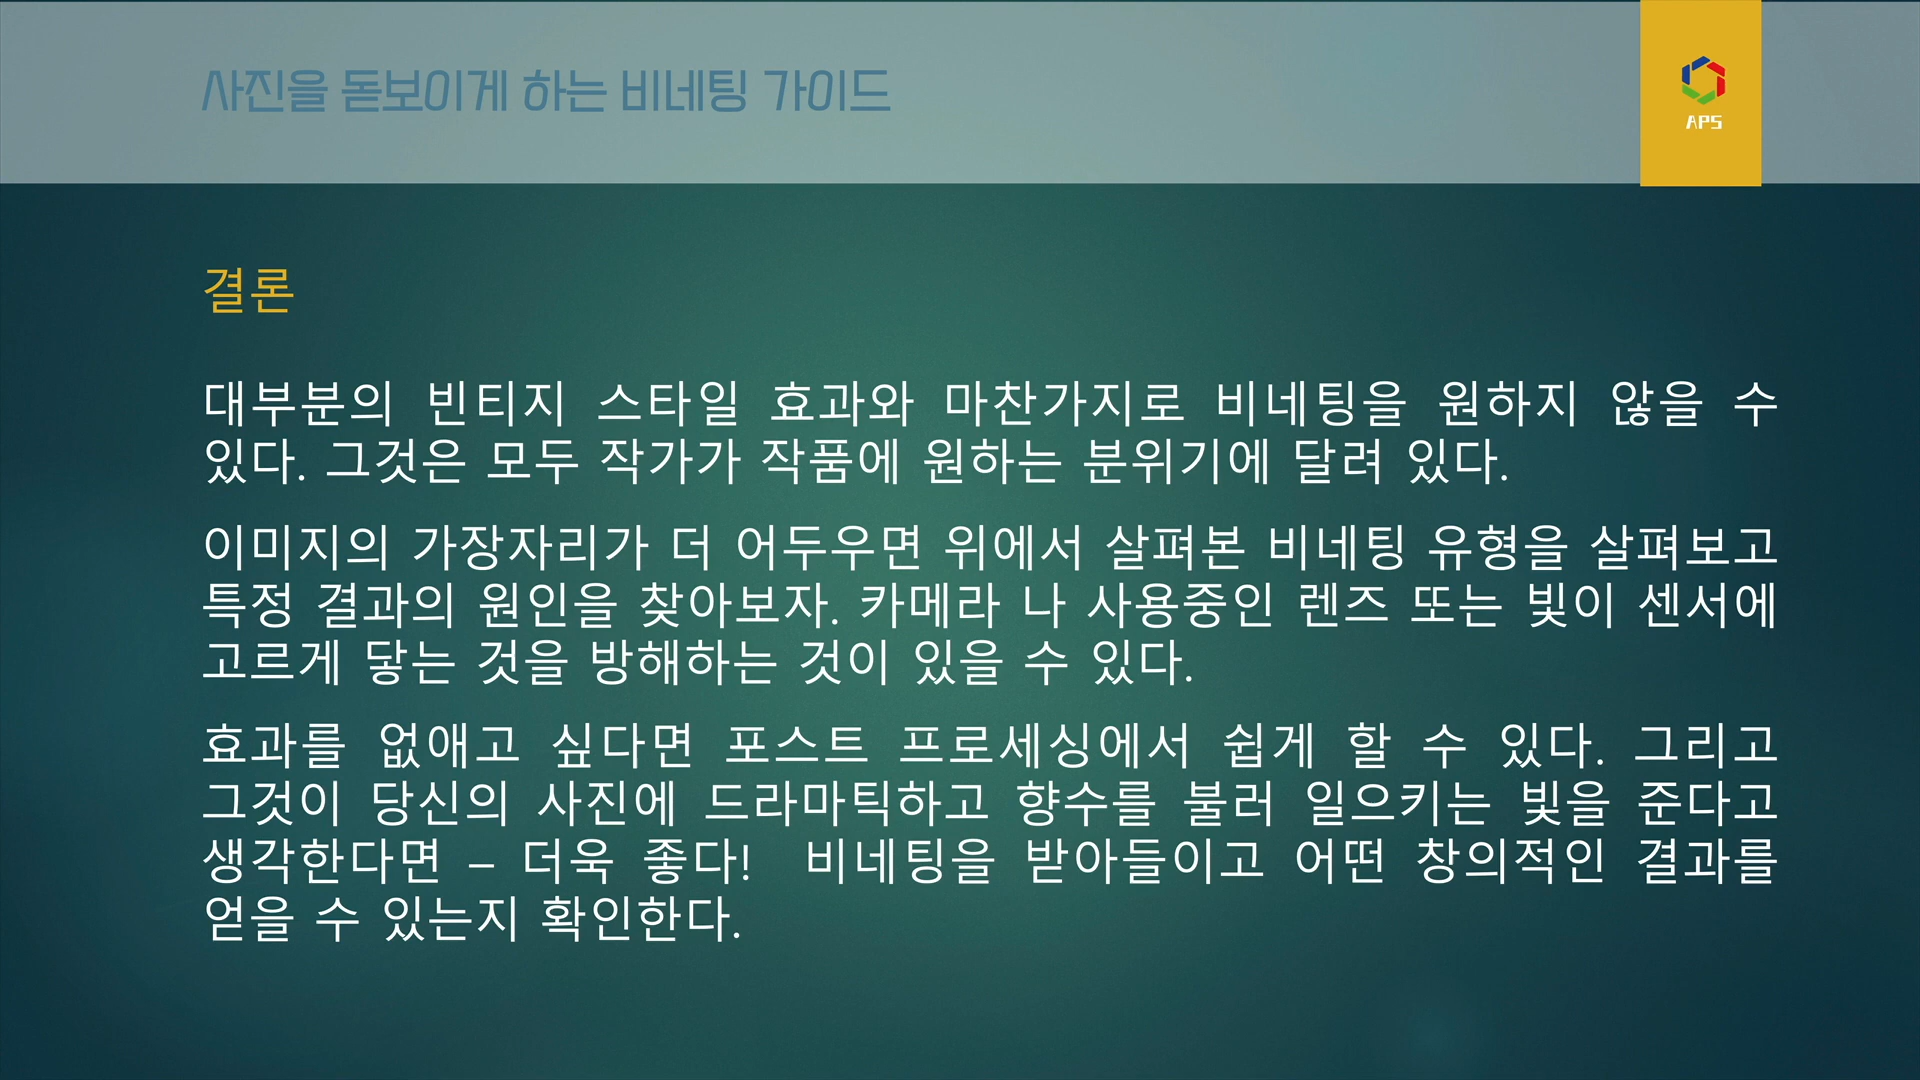 사진을 돋보이게 하는 비네팅 가이드
APS
결론
대부분의 빈티지 스타일 효과와 마찬가지로 비네팅을 원하지 않을 수
있다. 그것은 모두 작가가 작품에 원하는 분위기에 달려 있다.
이미지의 가장자리가 더 어두우면 위에서 살펴본 비네팅 유형을 살펴보고
특정 결과의 원인을 찾아보자. 카메라 나 사용중인 렌즈 또는 빛이 센서에
고르게 닿는 것을 방해하는 것이 있을 수 있다.
효과를 없애고 싶다면 포스트 프로세싱에서 쉽게 할 수 있다. 그리고
그것이 당신의 사진에 드라마틱하고 향수를 불러 일으키는 빛을 준다고
생각한다면 – 더욱 좋다! 비네팅을 받아들이고 어떤 창의적인 결과를
얻을 수 있는지 확인한다.